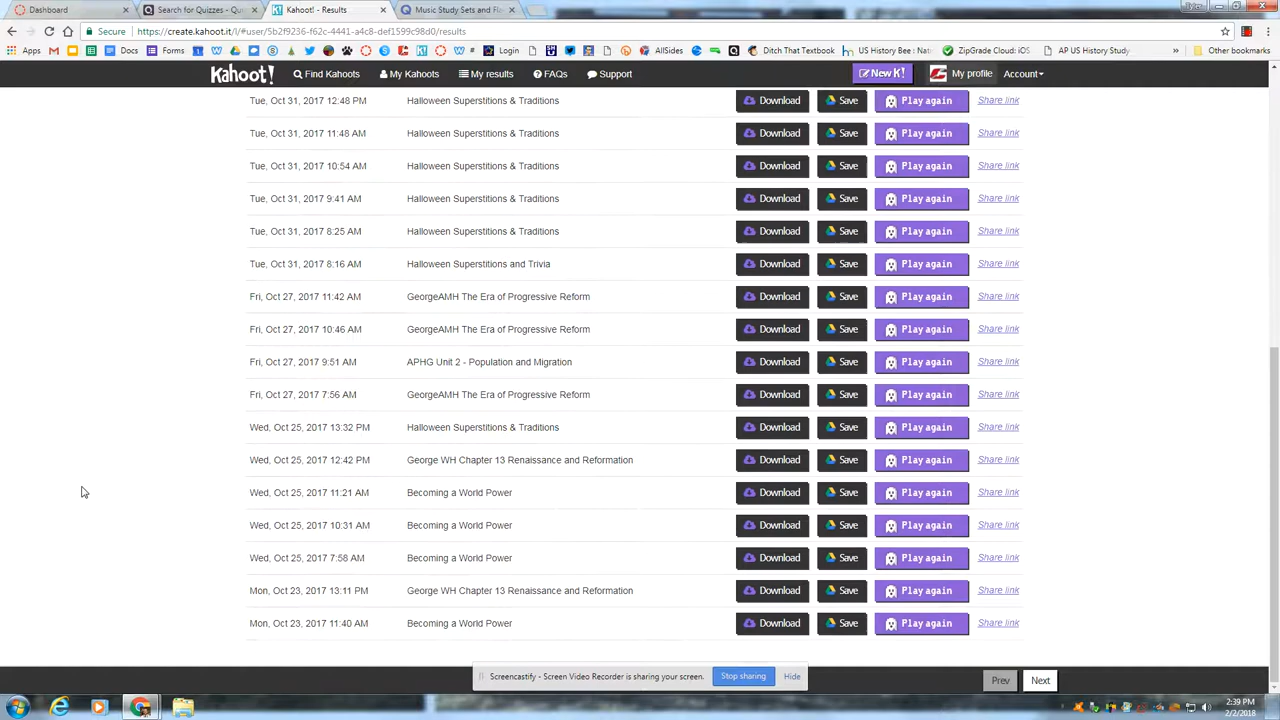 Dashboard
Search for Quizzes - Qui
Kahoot! - Results
Music Study Sets and Fla
Secure
https://create.kahoot.it/l/#user/5b2f9236-f62c-4441-a4c8-def1599c98d0/results
Apps
Docs
Forms
Login
AllSides
Ditch That Textbook
US History Bee: Nati
ZipGrade Cloud: iOS
AP US History Study
Other bookmarks
Kahoot!
Find Kahoots
My Kahoots
My results
FAQs
Support
New K!
My profile
Account
Tue, Oct 31, 2017 12:48 PM Halloween Superstitions & Traditions Download Save Play again Share link
Tue, Oct 31, 2017 11:48 AM Halloween Superstitions & Traditions Download Save Play again Share link
Tue, Oct 31, 2017 10:54 AM Halloween Superstitions & Traditions Download Save Play again Share link
Tue, Oct 31, 2017 9:41 AM Halloween Superstitions & Traditions Download Save Play again Share link
Tue, Oct 31, 2017 8:25 AM Halloween Superstitions & Traditions Download Save Play again Share link
Tue, Oct 31, 2017 8:16 AM Halloween Superstitions and Trivia Download Save Play again Share link
Fri, Oct 27, 2017 11:42 AM GeorgeAMH The Era of Progressive Reform Download Save Play again Share link
Fri, Oct 27, 2017 10:46 AM GeorgeAMH The Era of Progressive Reform Download Save Play again Share link
Fri, Oct 27, 2017 9:51 AM APHG Unit 2 - Population and Migration Download Save Play again Share link
Fri, Oct 27, 2017 7:56 AM GeorgeAMH The Era of Progressive Reform Download Save Play again Share link
Wed, Oct 25, 2017 13:32 PM Halloween Superstitions & Traditions Download Save Play again Share link
Wed, Oct 25, 2017 12:42 PM George WH Chapter 13 Renaissance and Reformation Download Save Play again Share link
Wed, Oct 25, 2017 11:21 AM Becoming a World Power Download Save Play again Share link
Wed, Oct 25, 2017 10:31 AM Becoming a World Power Download Save Play again Share link
Wed, Oct 25, 2017 7:58 AM Becoming a World Power Download Save Play again Share link
Mon, Oct 23, 2017 13:11 PM George WH Chapter 13 Renaissance and Reformation Download Save Play again Share link
Mon, Oct 23, 2017 11:40 AM Becoming a World Power Download Save Play again Share link
Screencastify - Screen Video Recorder is sharing your screen.
Stop sharing
Hide
Prev
Next
2:39 PM
2/2/2018